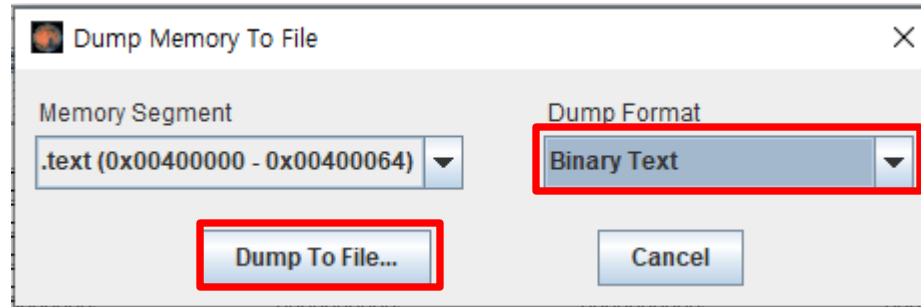 Dump Memory To File
Memory Segment
Dump Format
.text (0x00400000 - 0x00400064)
Binary Text
Dump To File...
Cancel